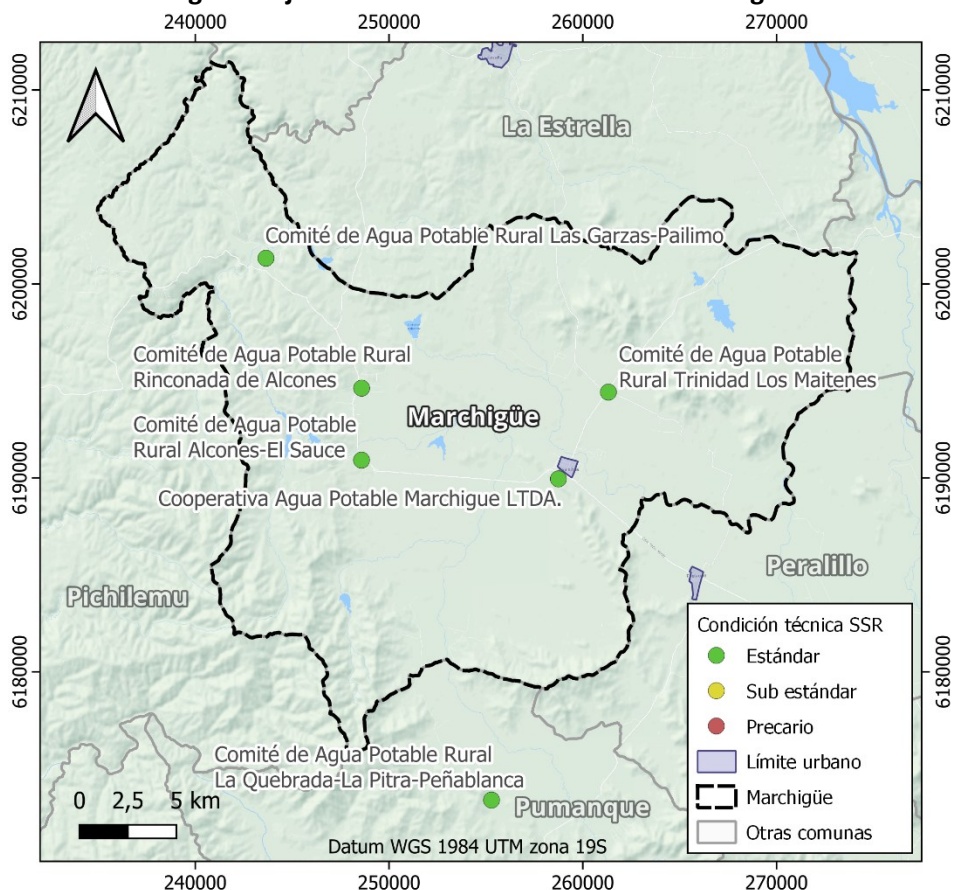 240000
250000
260000
270000
6210000
6210000
La Estrella
Comité de Agua Potable Rural Las Garzas-Pailimo
6200000
6200000
Comité de Agua Potable Rural
Rinconada de Alcones
Comité de Agua Potable
Rural Trinidad Los Maitenes
Marchigüe
Comité de Agua Potable
Rural Alcones-El Sauce
6190000
6190000
Cooperativa Agua Potable Marchigue LTDA.
Peralillo
Pichilemu
Condición técnica SSR
Estándar
Sub estándar
Precario
Límite urbano
Marchigüe
Otras comunas
6180000
6180000
Comité de Agua Potable Rural
La Quebrada-La Pitra-Peñablanca
Pumanque
0 2,5 5 km
Datum WGS 1984 UTM zona 19S
240000
250000
260000
270000